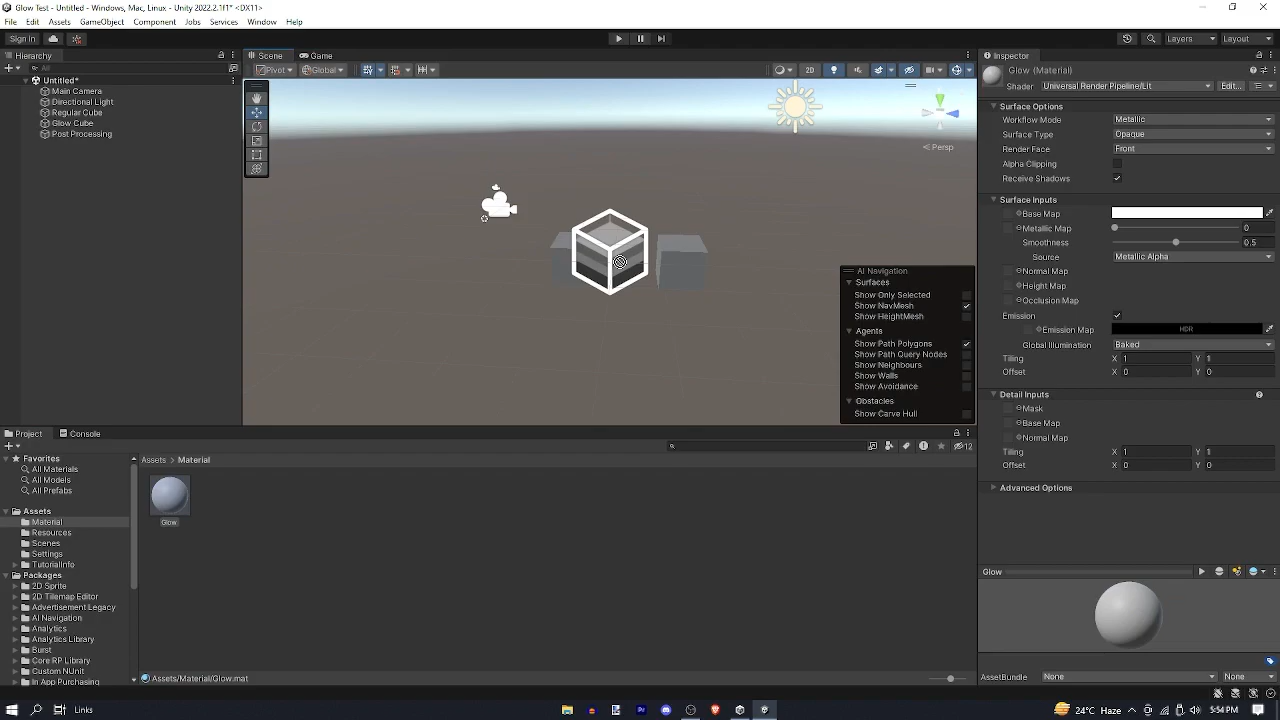 Glow Test - Untitled - Windows, Mac, Linux - Unity 2022.2.1f1* <DX11>
File Edit Assets GameObject Component Jobs Services Window Help
Sign In
Layers Layout
Hierarchy
Scene Game
Inspector
All
Pivot Global 2D
Untitled*
Main Camera
Directional Light
Regular Cube
Glow Cube
Post Processing
Persp
AI Navigation
Surfaces
Show Only Selected
Show NavMesh
Show HeightMesh
Agents
Show Path Polygons
Show Path Query Nodes
Show Neighbours
Show Walls
Show Avoidance
Obstacles
Show Carve Hull
Glow (Material)
Shader Universal Render Pipeline/Lit Edit...
Surface Options
Workflow Mode Metallic
Surface Type Opaque
Render Face Front
Alpha Clipping
Receive Shadows
Surface Inputs
Base Map
Metallic Map 0
Smoothness 0.5
Source Metallic Alpha
Normal Map
Height Map
Occlusion Map
Emission
Emission Map HDR
Global Illumination Baked
Tiling X 1 Y 1
Offset X 0 Y 0
Detail Inputs
Mask
Base Map
Normal Map
Tiling X 1 Y 1
Offset X 0 Y 0
Advanced Options
Glow
AssetBundle None None
Project Console
12
Favorites
All Materials
All Models
All Prefabs
Assets
Material
Resources
Scenes
Settings
TutorialInfo
Packages
2D Sprite
2D Tilemap Editor
Advertisement Legacy
AI Navigation
Analytics
Analytics Library
Burst
Core RP Library
Custom NUnit
In App Purchasing
Assets > Material
Glow
Assets/Material/Glow.mat
Links
Pr
24°C Haze
5:54 PM